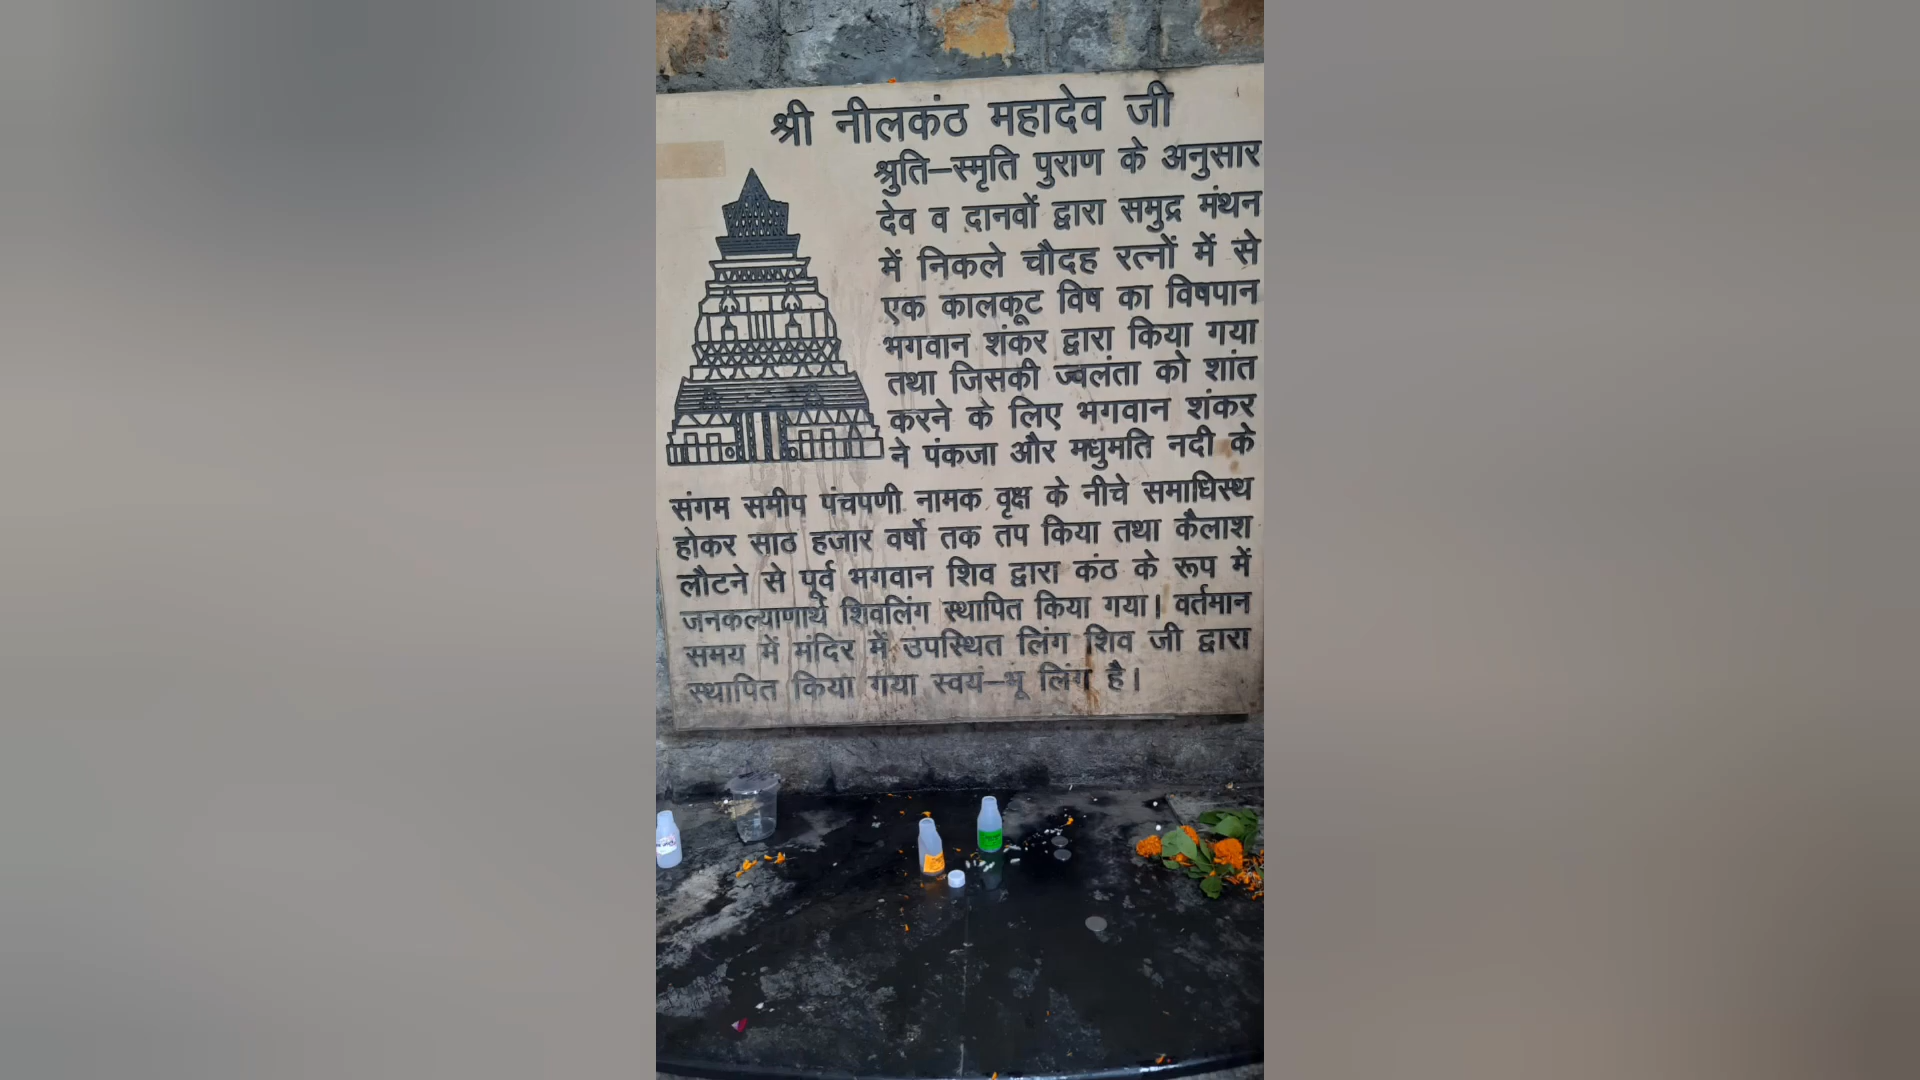 श्री नीलकंठ महादेव जी
श्रुति–स्मृति पुराण के अनुसार
देव व दानवों द्वारा समुद्र मंथन
में निकले चौदह रत्नों में से
एक कालकूट विष का विषपान
भगवान शंकर द्वारा किया गया
तथा जिसकी ज्वलंता को शांत
करने के लिए भगवान शंकर
ने पंकजा और मधुमति नदी के
संगम समीप पंचपणी नामक वृक्ष के नीचे समाधिस्थ
होकर साठ हजार वर्षो तक तप किया तथा कैलाश
लौटने से पूर्व भगवान शिव द्वारा कंठ के रूप में
जनकल्याणार्थ शिवलिंग स्थापित किया गया। वर्तमान
समय में मंदिर में उपस्थित लिंग शिव जी द्वारा
स्थापित किया गया स्वयं–भू लिंग है।